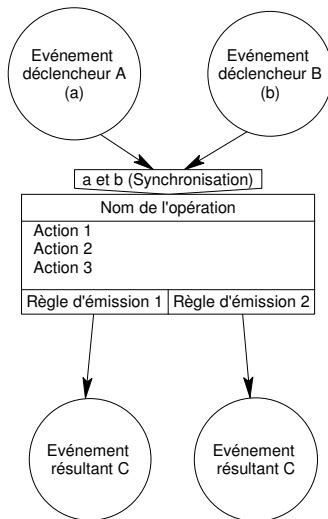 Evénement
déclencheur A
(a)
Evénement
déclencheur B
(b)
a et b (Synchronisation)
Nom de l'opération
Action 1
Action 2
Action 3
Règle d'émission 1
Règle d'émission 2
Evénement
résultant C
Evénement
résultant C